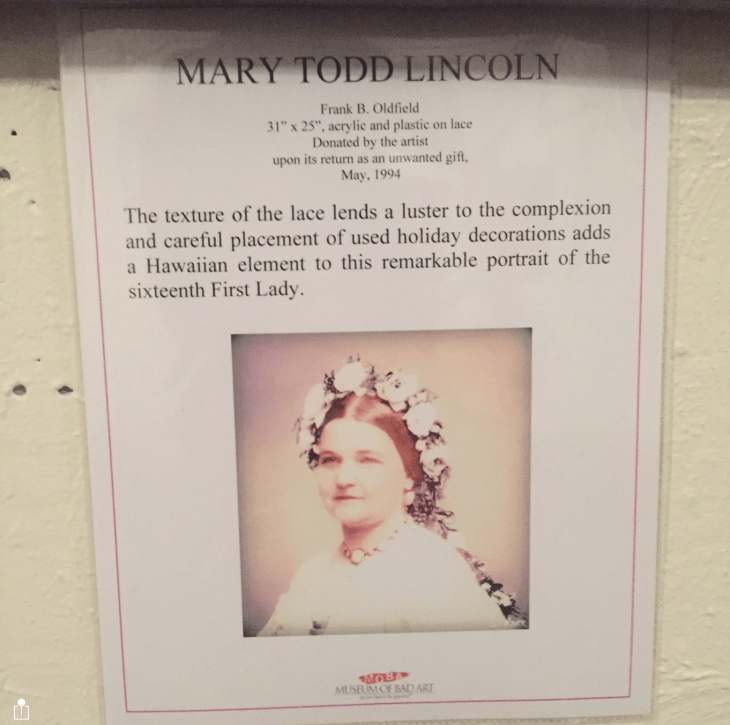 MARY TODD LINCOLN
Frank B. Oldfield
31” x 25”, acrylic and plastic on lace
Donated by the artist
upon its return as an unwanted gift,
May, 1994
The texture of the lace lends a luster to the complexion
and careful placement of used holiday decorations adds
a Hawaiian element to this remarkable portrait of the
sixteenth First Lady.
MOBA
MUSEUM OF BAD ART